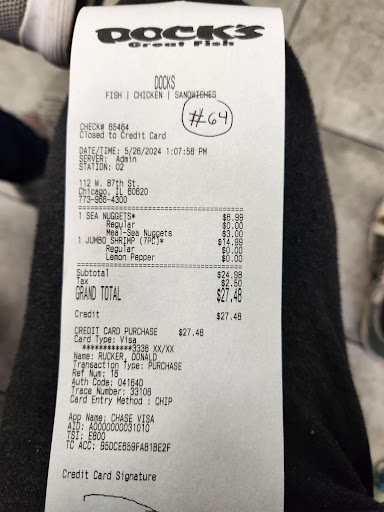 DOCK'S
Great Fish
DOCKS
FISH | CHICKEN | SANDWICHES
#64
CHECK# 65464
Closed to Credit Card
DATE/TIME: 5/26/2024 1:07:58 PM
SERVER: Admin
STATION: 02
112 W. 87th St.
Chicago, IL 60620
773-966-4300
1 SEA NUGGETS* $6.99
Regular $0.00
Meal-Sea Nuggets $3.00
1 JUMBO SHRIMP (7PC)* $14.99
Regular $0.00
Lemon Pepper $0.00
Subtotal $24.98
Tax $2.50
GRAND TOTAL $27.48
Credit $27.48
CREDIT CARD PURCHASE $27.48
Card Type: Visa
************3336 XX/XX
Name: RUCKER, DONALD
Transaction Type: PURCHASE
Ref Num: 16
Auth Code: 041640
Trace Number: 33106
Card Entry Method : CHIP
App Name: CHASE VISA
AID: A0000000031010
TSI: E800
TC ACC: 95DCE859FA81BE2F
Credit Card Signature